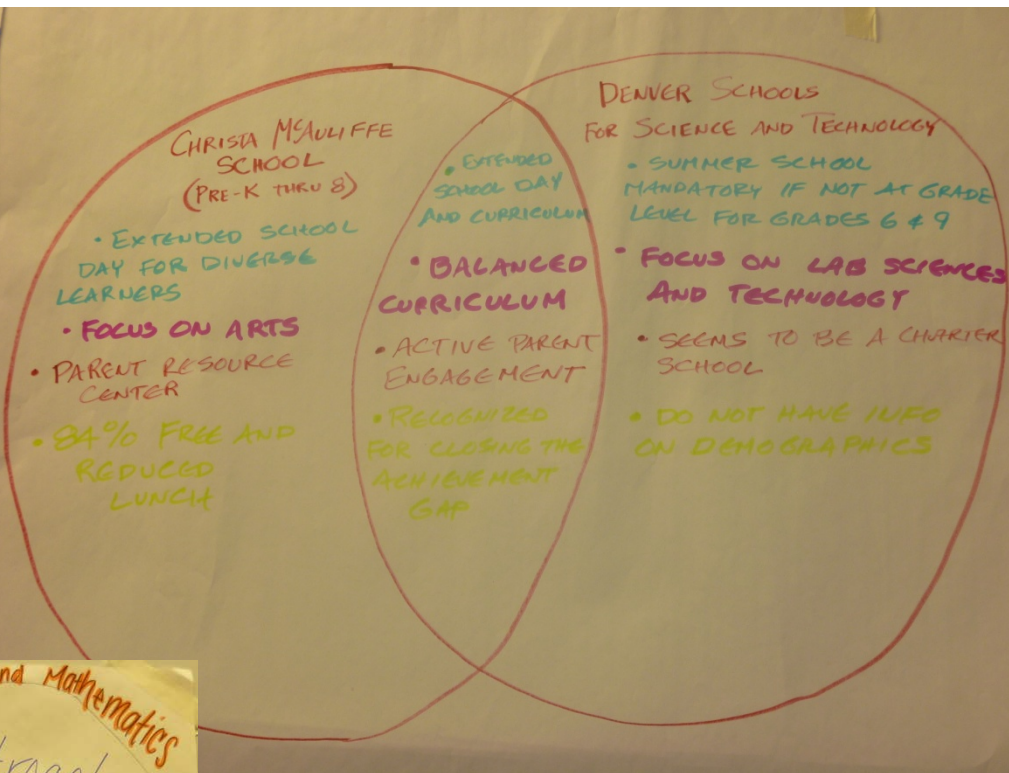 CHRISTA McAULIFFE
SCHOOL
(PRE-K THRU 8)
• EXTENDED SCHOOL
DAY FOR DIVERSE
LEARNERS
• FOCUS ON ARTS
• PARENT RESOURCE
CENTER
• 84% FREE AND
REDUCED
LUNCH
• EXTENDED
SCHOOL DAY
AND CURRICULUM
• BALANCED
CURRICULUM
• ACTIVE PARENT
ENGAGEMENT
• RECOGNIZED
FOR CLOSING THE
ACHIEVEMENT
GAP
DENVER SCHOOLS
FOR SCIENCE AND TECHNOLOGY
• SUMMER SCHOOL
MANDATORY IF NOT AT GRADE
LEVEL FOR GRADES 6 & 9
• FOCUS ON LAB SCIENCES
AND TECHNOLOGY
• SEEMS TO BE A CHARTER
SCHOOL
• DO NOT HAVE INFO
ON DEMOGRAPHICS
Mathematics